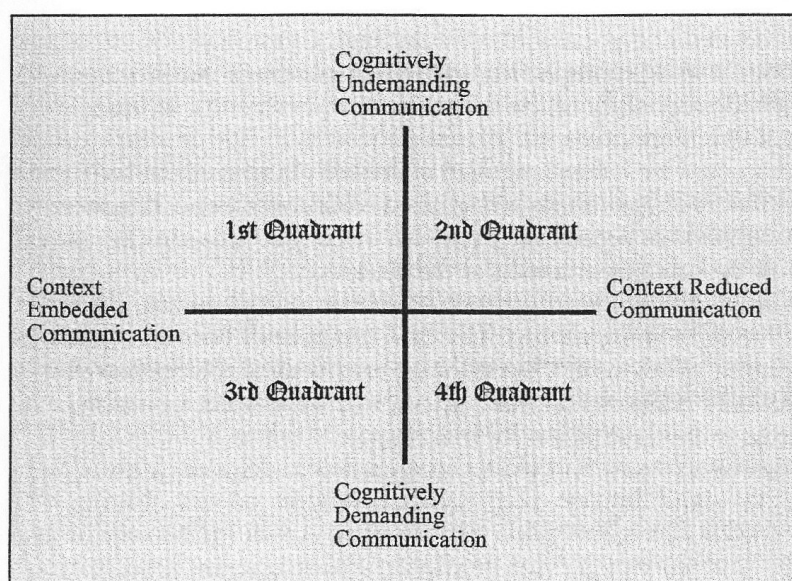 Cognitively
Undemanding
Communication
1st Quadrant
2nd Quadrant
Context
Embedded
Communication
Context Reduced
Communication
3rd Quadrant
4th Quadrant
Cognitively
Demanding
Communication